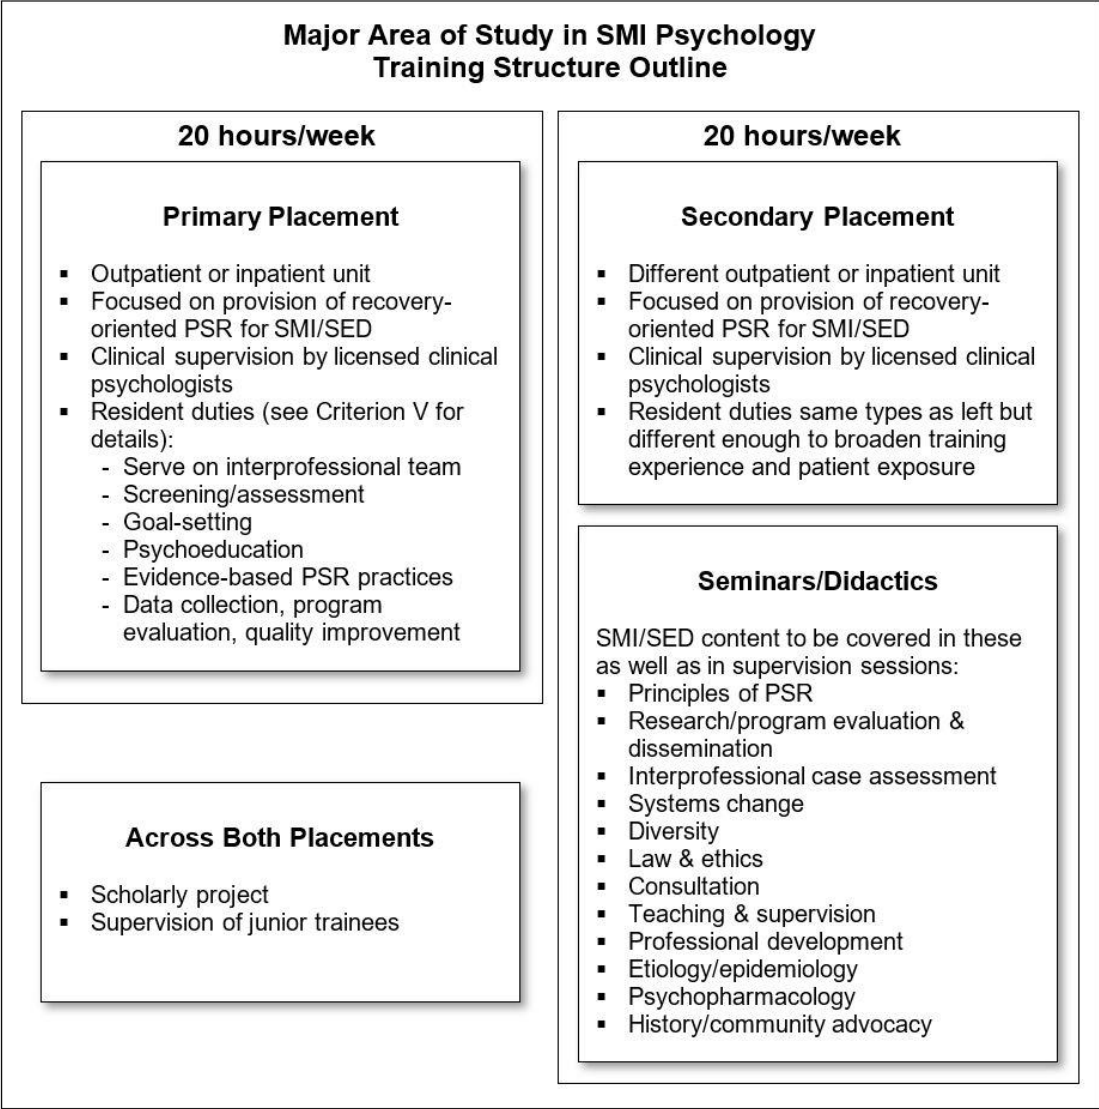 Major Area of Study in SMI Psychology
Training Structure Outline
20 hours/week
Primary Placement
▪ Outpatient or inpatient unit
▪ Focused on provision of recovery-
oriented PSR for SMI/SED
▪ Clinical supervision by licensed clinical
psychologists
▪ Resident duties (see Criterion V for
details):
- Serve on interprofessional team
- Screening/assessment
- Goal-setting
- Psychoeducation
- Evidence-based PSR practices
- Data collection, program
evaluation, quality improvement
Across Both Placements
▪ Scholarly project
▪ Supervision of junior trainees
20 hours/week
Secondary Placement
▪ Different outpatient or inpatient unit
▪ Focused on provision of recovery-
oriented PSR for SMI/SED
▪ Clinical supervision by licensed clinical
psychologists
▪ Resident duties same types as left but
different enough to broaden training
experience and patient exposure
Seminars/Didactics
SMI/SED content to be covered in these
as well as in supervision sessions:
▪ Principles of PSR
▪ Research/program evaluation &
dissemination
▪ Interprofessional case assessment
▪ Systems change
▪ Diversity
▪ Law & ethics
▪ Consultation
▪ Teaching & supervision
▪ Professional development
▪ Etiology/epidemiology
▪ Psychopharmacology
▪ History/community advocacy